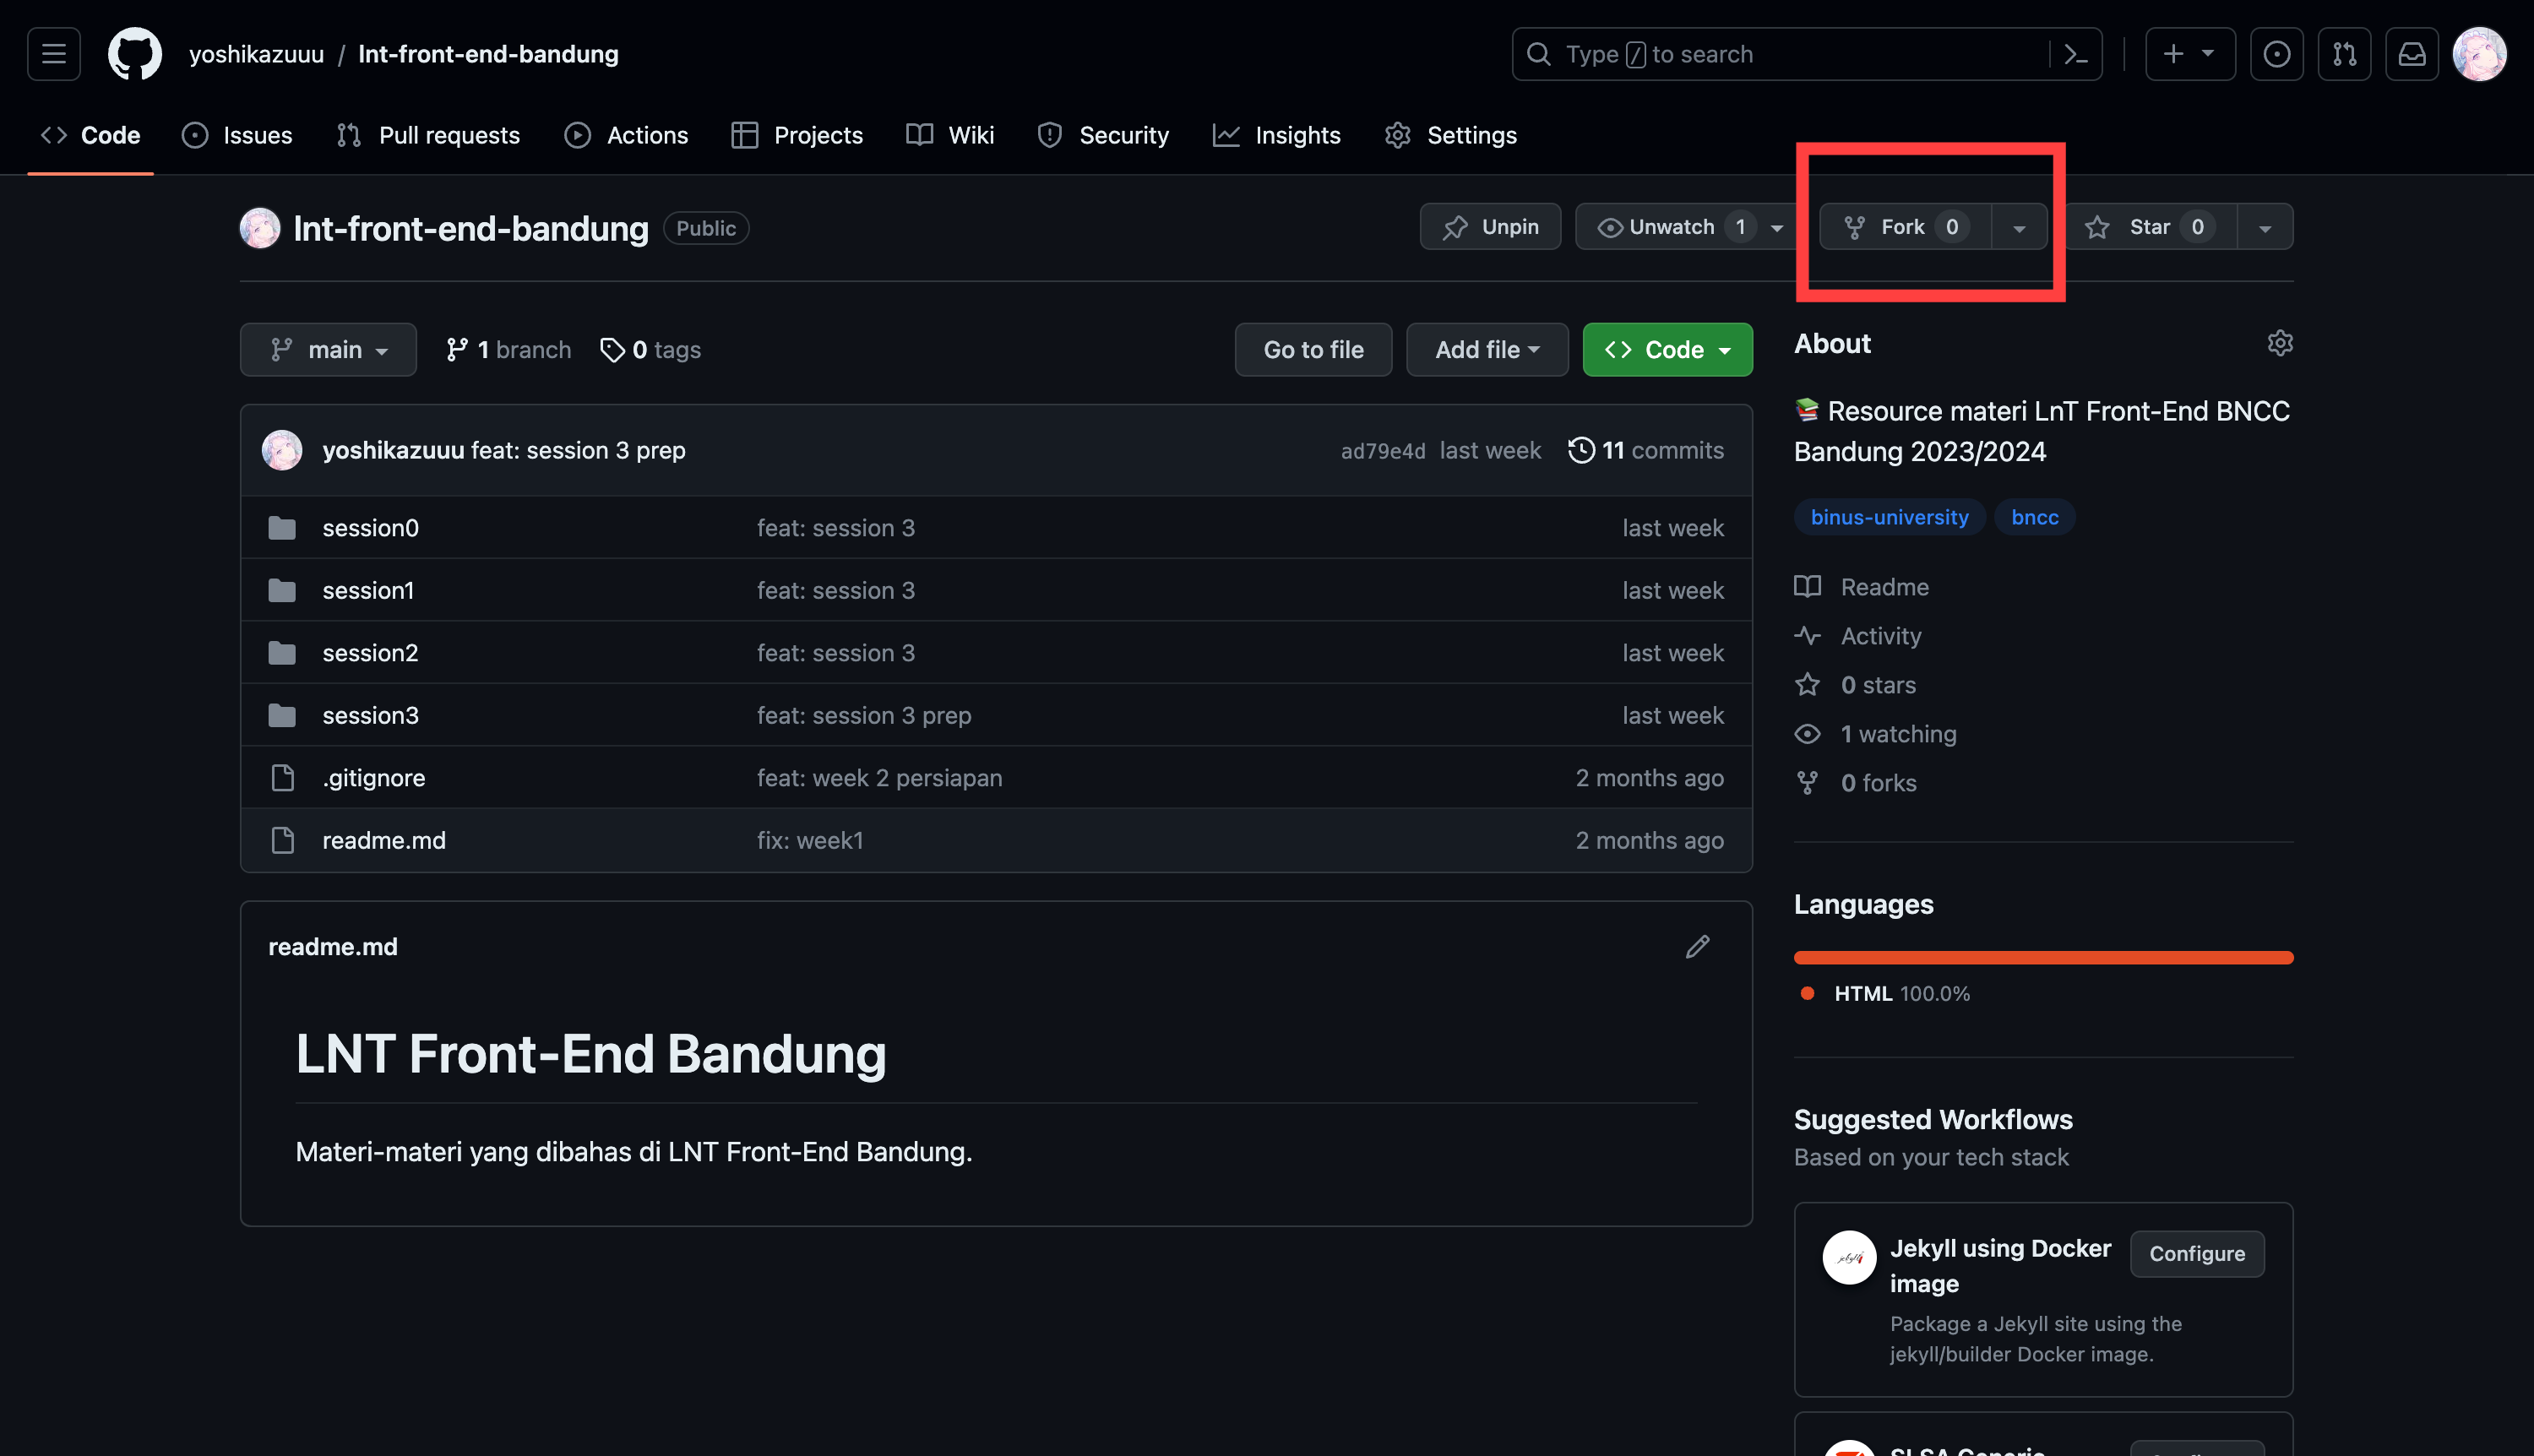 yoshikazuuu / lnt-front-end-bandung
Type / to search
Code Issues Pull requests Actions Projects Wiki Security Insights Settings
lnt-front-end-bandung Public
Unpin Unwatch 1 Fork 0 Star 0
main 1 branch 0 tags
Go to file Add file Code
yoshikazuuu feat: session 3 prep ad79e4d last week 11 commits
session0 feat: session 3 last week
session1 feat: session 3 last week
session2 feat: session 3 last week
session3 feat: session 3 prep last week
.gitignore feat: week 2 persiapan 2 months ago
readme.md fix: week1 2 months ago
readme.md
LNT Front-End Bandung
Materi-materi yang dibahas di LNT Front-End Bandung.
About
📚 Resource materi LnT Front-End BNCC
Bandung 2023/2024
binus-university bncc
Readme
Activity
0 stars
1 watching
0 forks
Languages
HTML 100.0%
Suggested Workflows
Based on your tech stack
jekyll
Jekyll using Docker
image
Configure
Package a Jekyll site using the
jekyll/builder Docker image.
SLSA Generic